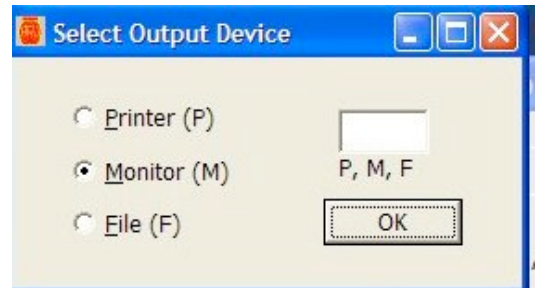 Select Output Device
Printer (P)
Monitor (M)
P, M, F
File (F)
OK